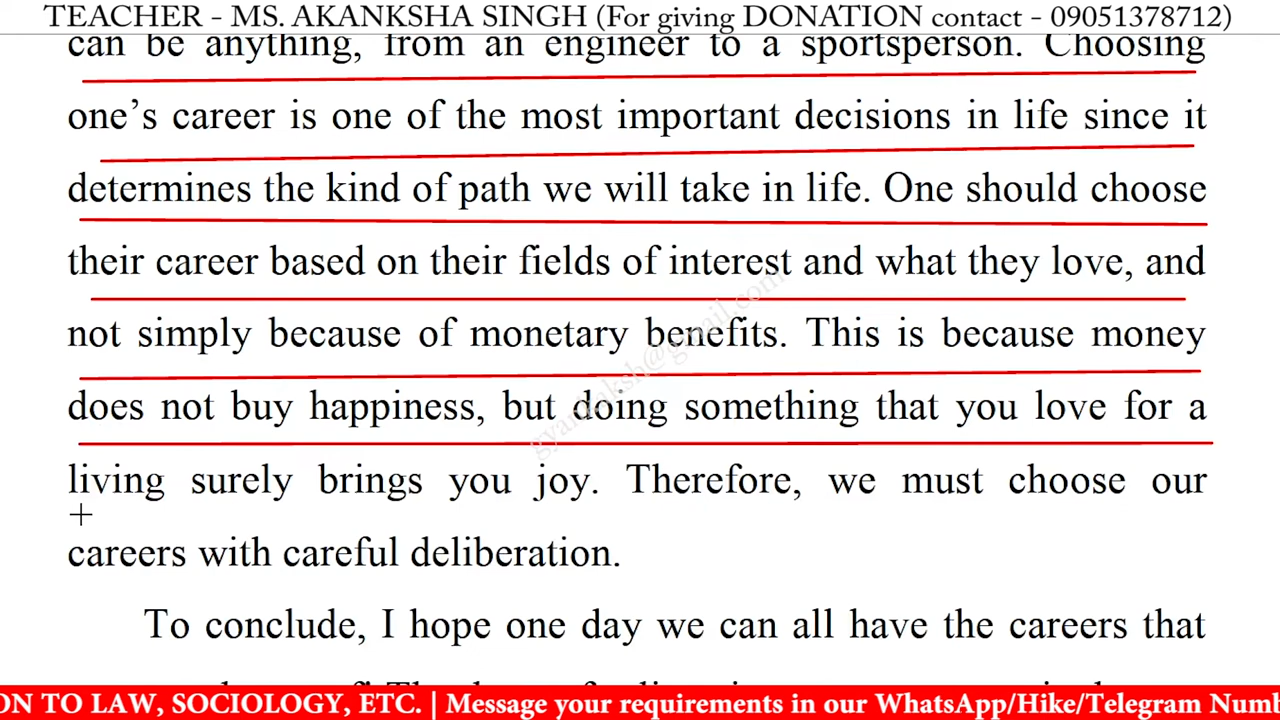 TEACHER - MS. AKANKSHA SINGH (For giving DONATION contact - 09051378712)
can be anything, from an engineer to a sportsperson. Choosing
one's career is one of the most important decisions in life since it
determines the kind of path we will take in life. One should choose
their career based on their fields of interest and what they love, and
not simply because of monetary benefits. This is because money
does not buy happiness, but doing something that you love for a
living surely brings you joy. Therefore, we must choose our
careers with careful deliberation.
To conclude, I hope one day we can all have the careers that
ON TO LAW, SOCIOLOGY, ETC. | Message your requirements in our WhatsApp/Hike/Telegram Num